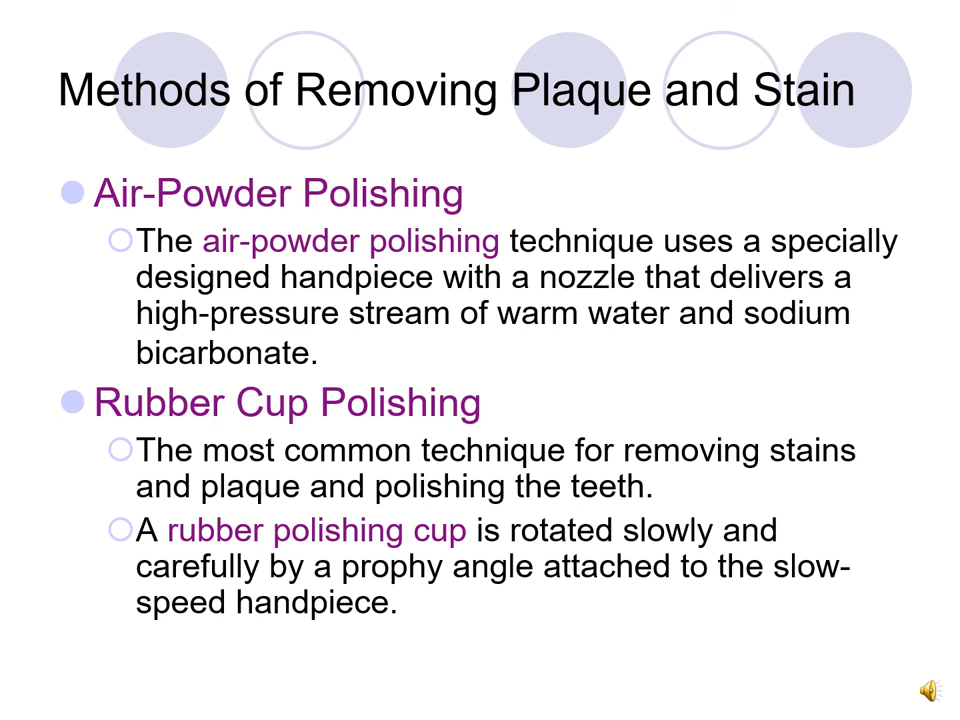 Methods of Removing Plaque and Stain
Air-Powder Polishing
The air-powder polishing technique uses a specially
designed handpiece with a nozzle that delivers a
high-pressure stream of warm water and sodium
bicarbonate.
Rubber Cup Polishing
The most common technique for removing stains
and plaque and polishing the teeth.
A rubber polishing cup is rotated slowly and
carefully by a prophy angle attached to the slow-
speed handpiece.